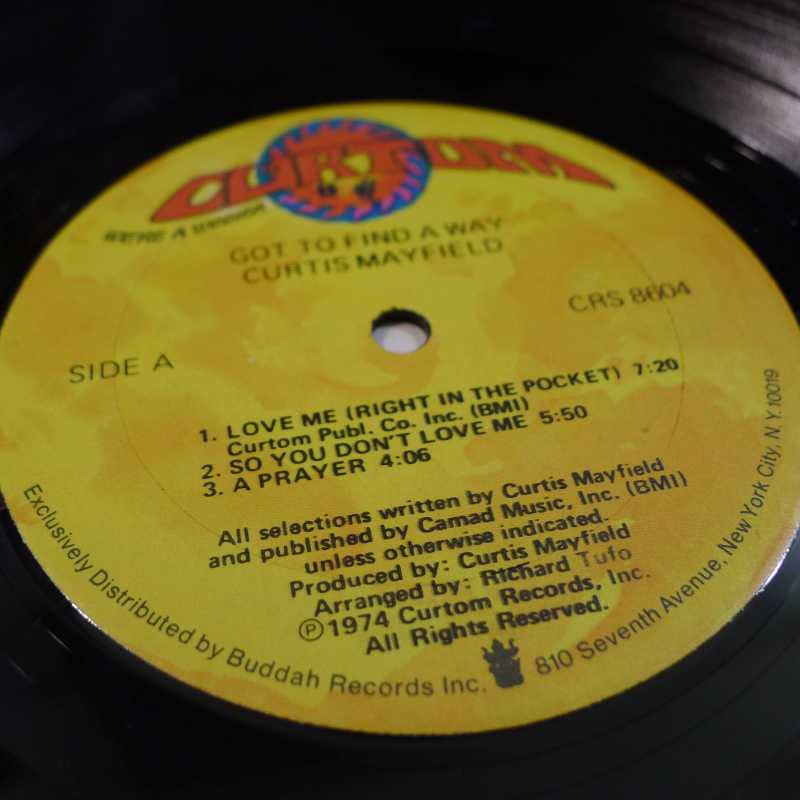 CURTOM
WE'RE A WINNER
GOT TO FIND A WAY
CURTIS MAYFIELD
CRS 8604
SIDE A
1. LOVE ME (RIGHT IN THE POCKET) 7:20
Curtom Publ. Co. Inc. (BMI)
2. SO YOU DON'T LOVE ME 5:50
3. A PRAYER 4:06
All selections written by Curtis Mayfield
and published by Camad Music, Inc. (BMI)
unless otherwise indicated.
Produced by: Curtis Mayfield
Arranged by: Richard Tufo
Ⓟ1974 Curtom Records, Inc.
All Rights Reserved.
Exclusively Distributed by Buddah Records Inc. 810 Seventh Avenue, New York City, N.Y. 10019